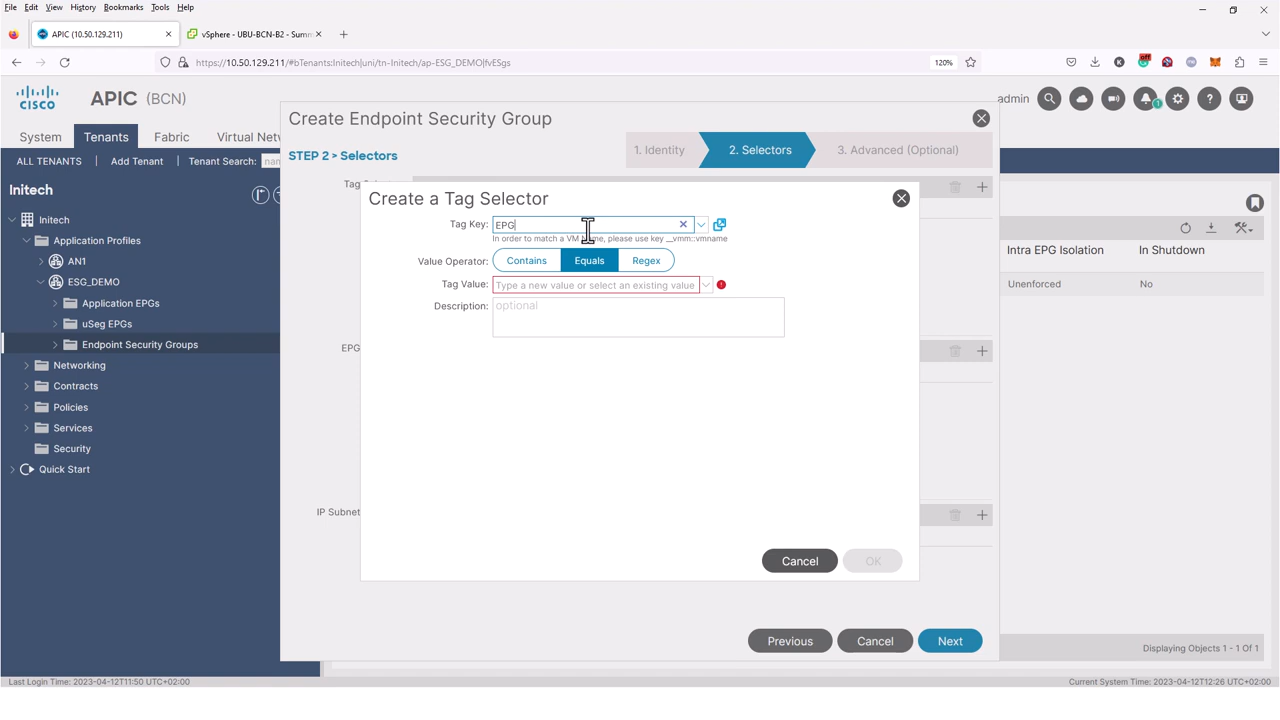 File Edit View History Bookmarks Tools Help
APIC (10.50.129.211)
vSphere - UBU-BCN-B2 - Summ
https://10.50.129.211/#bTenants:Initech|uni/tn-Initech/ap-ESG_DEMO|fvESgs
120%
off
CISCO
APIC (BCN)
admin
1
System Tenants Fabric Virtual Netw
ALL TENANTS | Add Tenant | Tenant Search: nam
Initech
Initech
Application Profiles
AN1
ESG_DEMO
Application EPGs
uSeg EPGs
Endpoint Security Groups
Networking
Contracts
Policies
Services
Security
Quick Start
Create Endpoint Security Group
STEP 2 > Selectors
1. Identity
2. Selectors
3. Advanced (Optional)
Tag
EPG
IP Subnet
Create a Tag Selector
Tag Key: EPG
In order to match a VM Name, please use key __vmm::vmname
Value Operator: Contains Equals Regex
Tag Value: Type a new value or select an existing value
Description: optional
Cancel OK
Previous Cancel Next
Intra EPG Isolation In Shutdown
Unenforced No
Displaying Objects 1 - 1 Of 1
Last Login Time: 2023-04-12T11:50 UTC+02:00
Current System Time: 2023-04-12T12:26 UTC+02:00